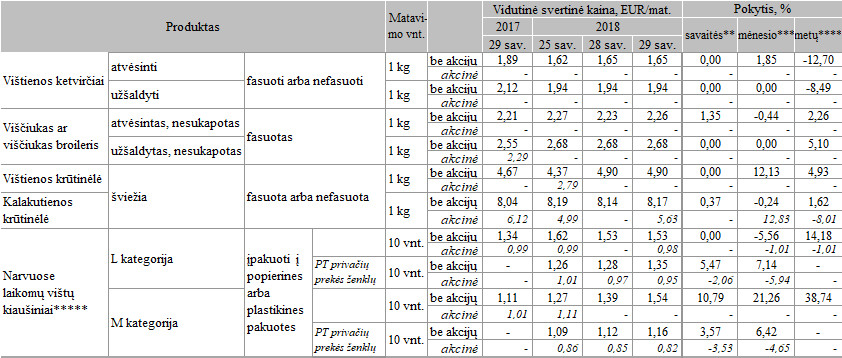 Produktas Matavi- Vidutinė svertinė kaina, EUR/mat. Pokytis, %
mo vnt. 2017 2018 savaitės** mėnesio*** metų****
29 sav. 25 sav. 28 sav. 29 sav.
Vištienos ketvirčiai atvėsinti fasuoti arba nefasuoti 1 kg be akcijų 1,89 1,62 1,65 1,65 0,00 1,85 -12,70
akcinė - - - - - - -
užšaldyti 1 kg be akcijų 2,12 1,94 1,94 1,94 0,00 0,00 -8,49
akcinė - - - - - - -
Viščiukas ar viščiukas broileris atvėsintas, nesukapotas fasuotas 1 kg be akcijų 2,21 2,27 2,23 2,26 1,35 -0,44 2,26
akcinė - - - - - - -
užšaldytas, nesukapotas 1 kg be akcijų 2,55 2,68 2,68 2,68 0,00 0,00 5,10
akcinė 2,29 - - - - - -
Vištienos krūtinėlė šviežia fasuota arba nefasuota 1 kg be akcijų 4,67 4,37 4,90 4,90 0,00 12,13 4,93
akcinė - 2,79 - - - - -
Kalakutienos krūtinėlė 1 kg be akcijų 8,04 8,19 8,14 8,17 0,37 -0,24 1,62
akcinė 6,12 4,99 - 5,63 - 12,83 -8,01
Narvuose laikomų vištų kiaušiniai***** L kategorija įpakuoti į popierines arba plastikines pakuotes 10 vnt. be akcijų 1,34 1,62 1,53 1,53 0,00 -5,56 14,18
akcinė 0,99 0,99 - 0,98 - -1,01 -1,01
PT privačių prekės ženklų 10 vnt. be akcijų - 1,26 1,28 1,35 5,47 7,14 -
akcinė - 1,01 0,97 0,95 -2,06 -5,94 -
M kategorija 10 vnt. be akcijų 1,11 1,27 1,39 1,54 10,79 21,26 38,74
akcinė 1,01 1,11 - - - - -
PT privačių prekės ženklų 10 vnt. be akcijų - 1,09 1,12 1,16 3,57 6,42 -
akcinė - 0,86 0,85 0,82 -3,53 -4,65 -